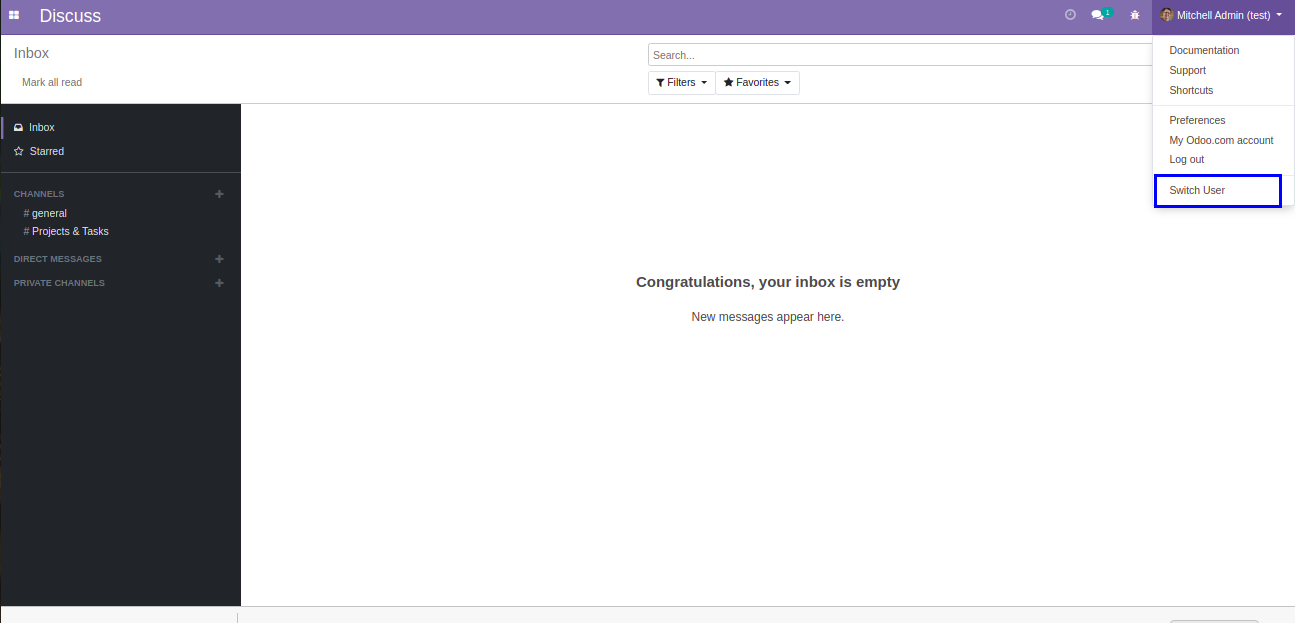 Discuss
1
Mitchell Admin (test)
Inbox
Search...
Mark all read
Filters
Favorites
Documentation
Support
Shortcuts
Preferences
My Odoo.com account
Log out
Switch User
Inbox
Starred
CHANNELS
# general
# Projects & Tasks
DIRECT MESSAGES
PRIVATE CHANNELS
Congratulations, your inbox is empty
New messages appear here.